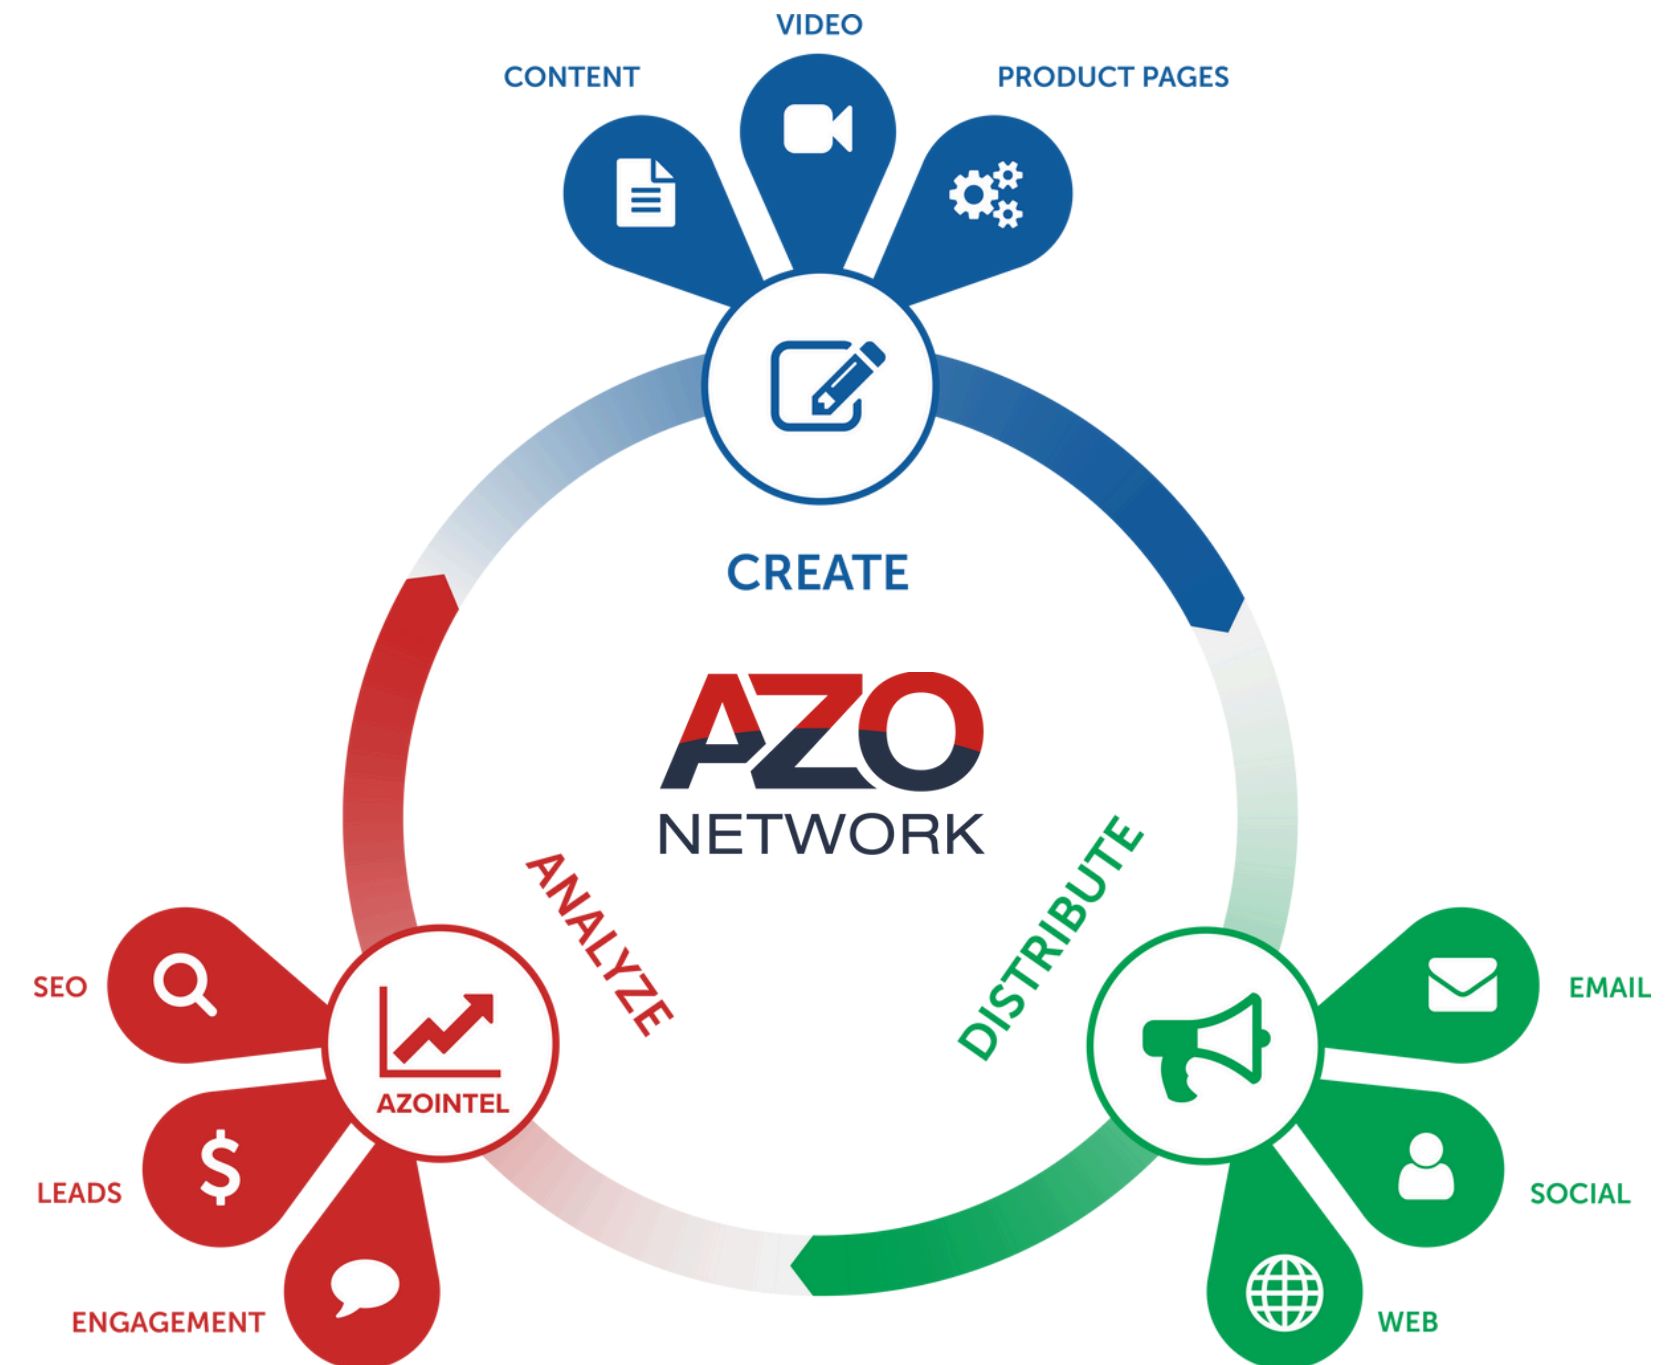 VIDEO
CONTENT
PRODUCT PAGES
CREATE
AZO
NETWORK
ANALYZE
DISTRIBUTE
SEO
AZOINTEL
LEADS
ENGAGEMENT
EMAIL
SOCIAL
WEB